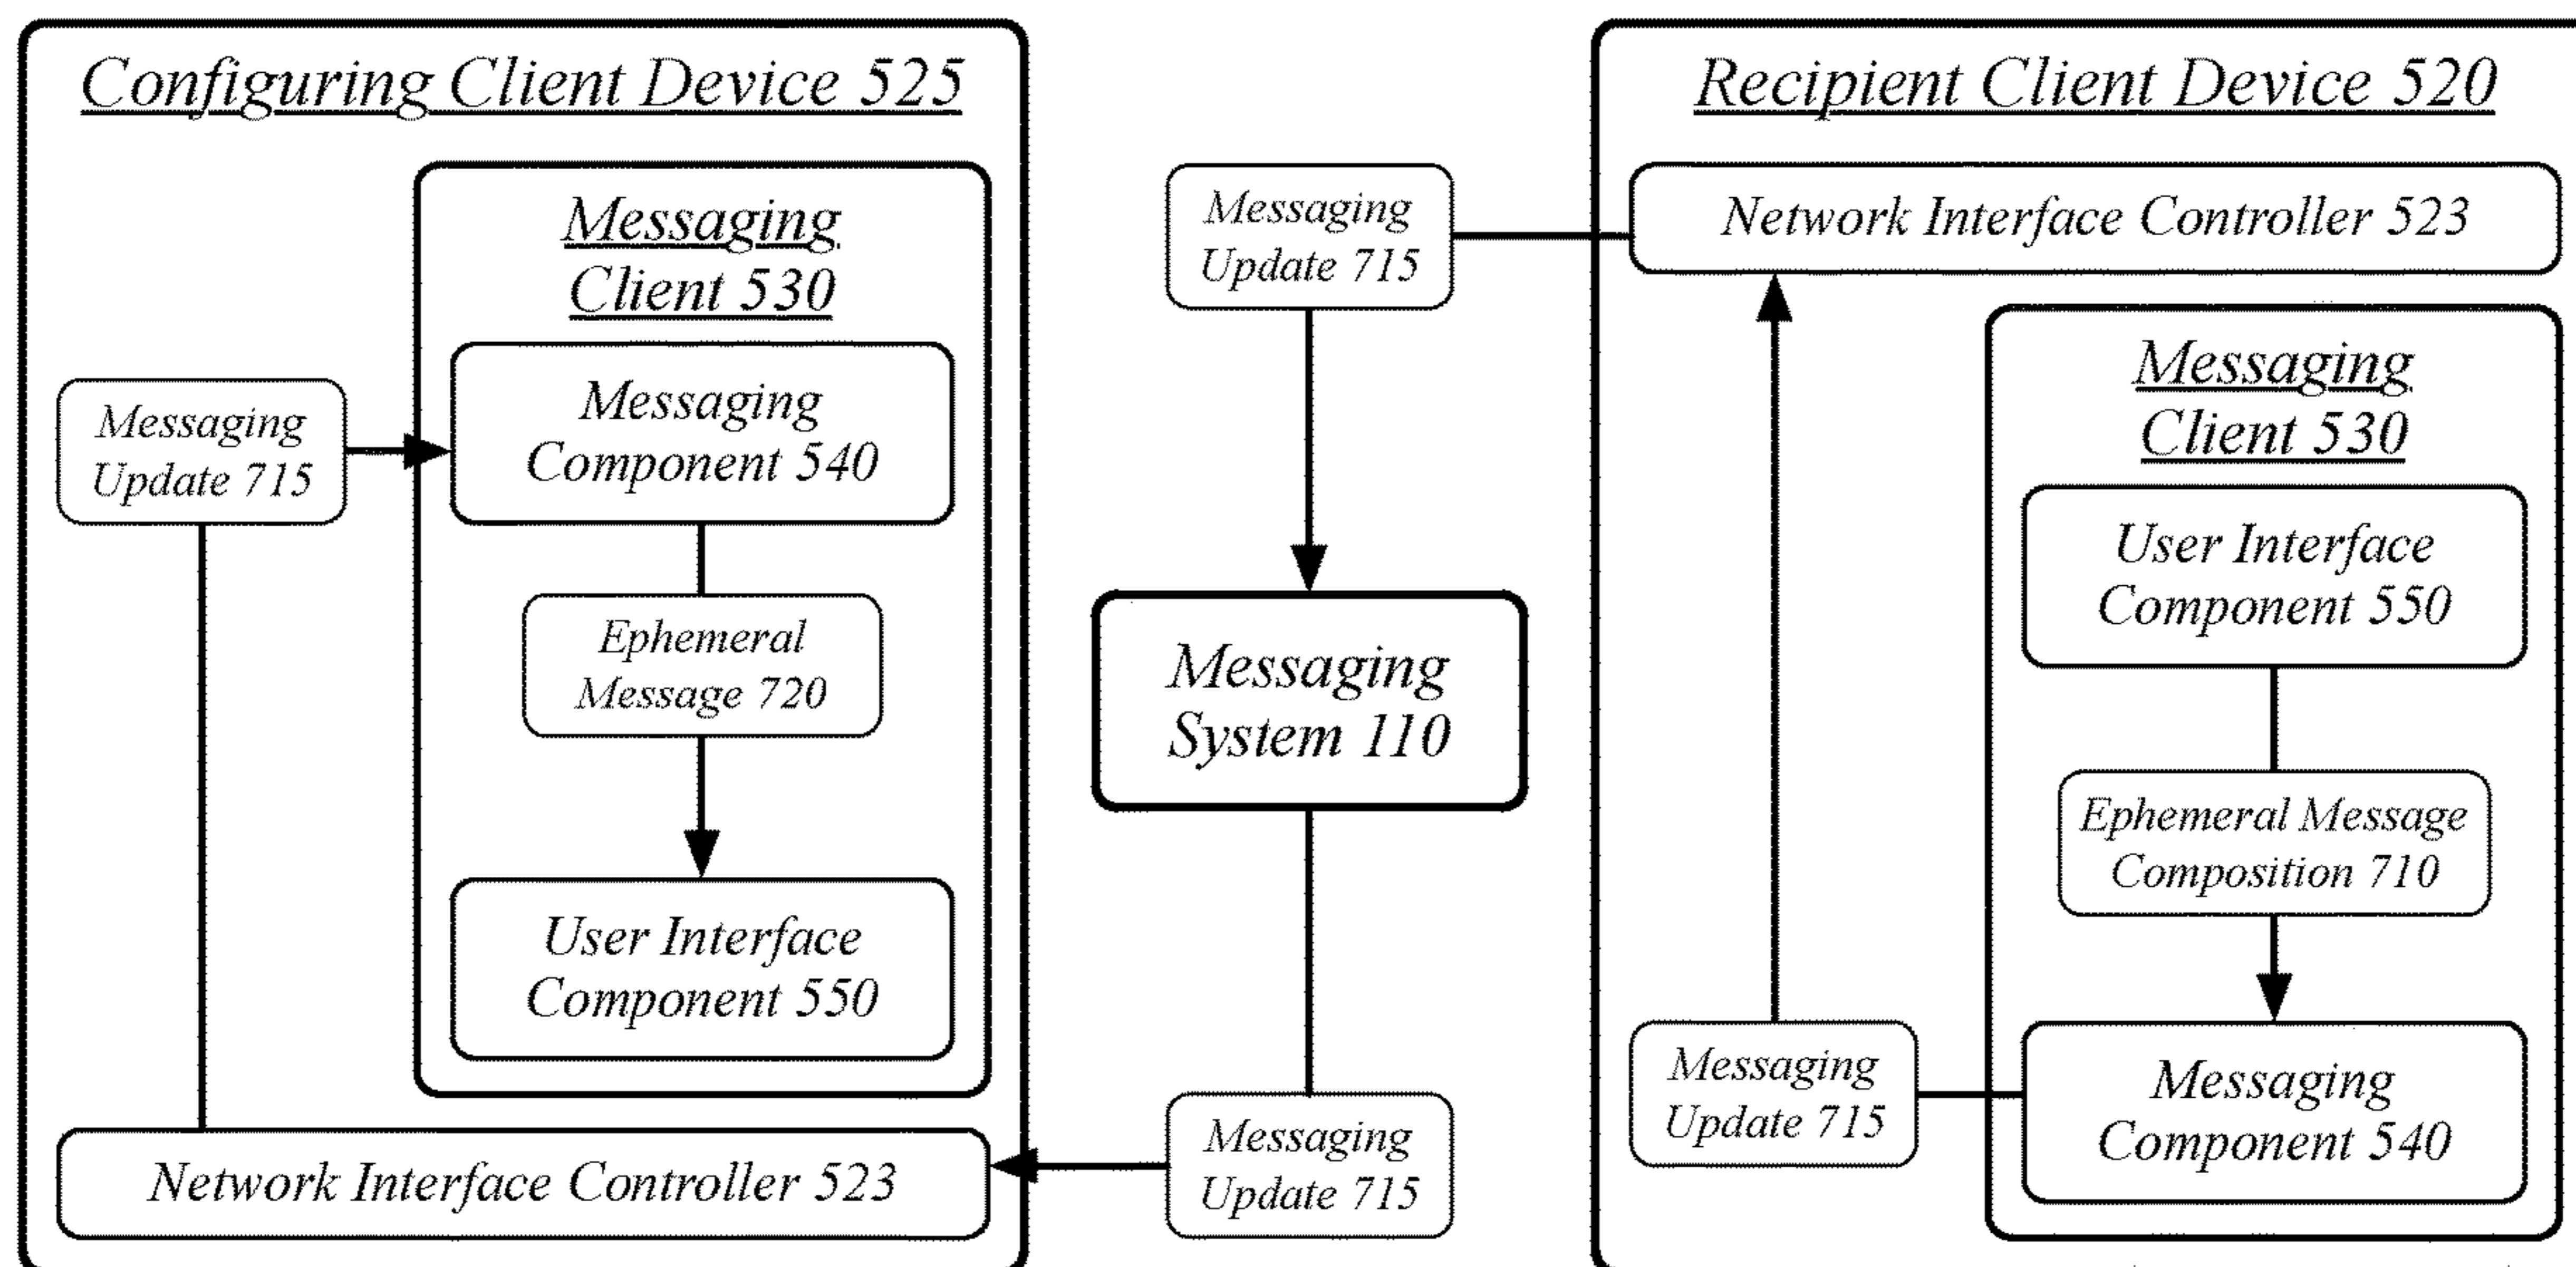 Configuring Client Device 525
Messaging
Client 530
Messaging
Update 715
Messaging
Component 540
Ephemeral
Message 720
User Interface
Component 550
Network Interface Controller 523
Messaging
Update 715
Messaging
System 110
Messaging
Update 715
Recipient Client Device 520
Network Interface Controller 523
Messaging
Client 530
User Interface
Component 550
Ephemeral Message
Composition 710
Messaging
Update 715
Messaging
Component 540